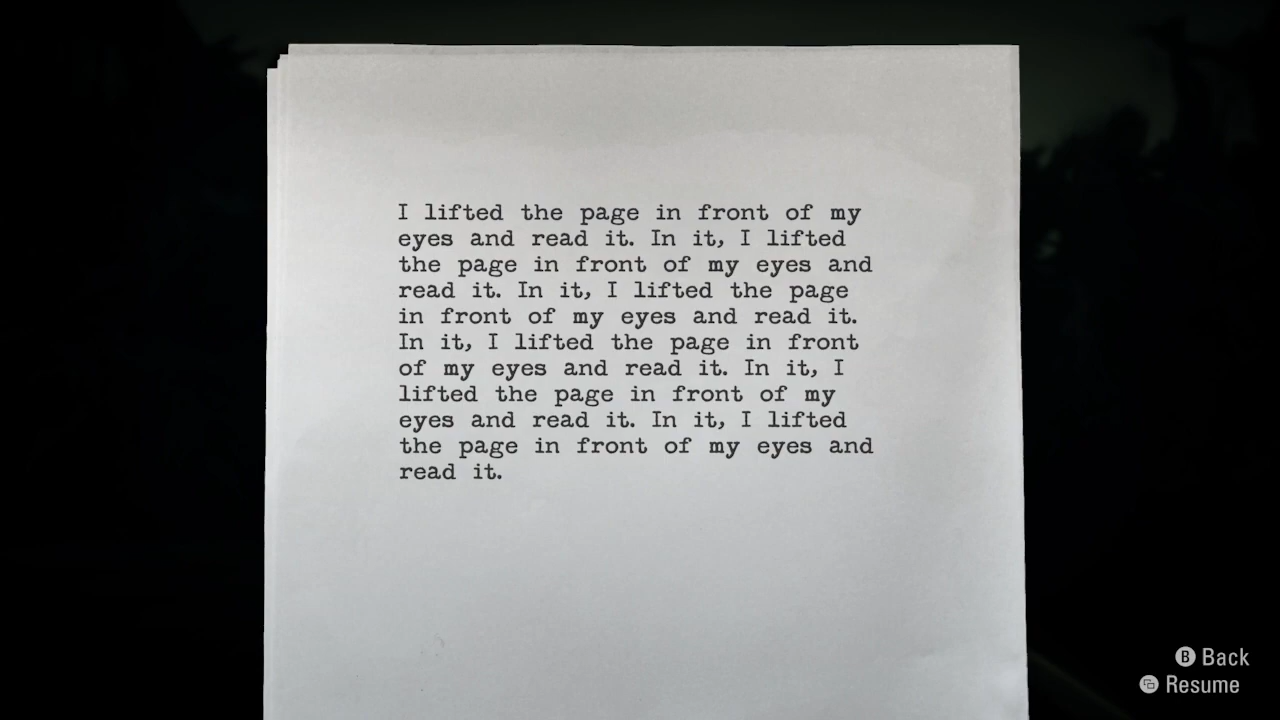 I lifted the page in front of my
eyes and read it. In it, I lifted
the page in front of my eyes and
read it. In it, I lifted the page
in front of my eyes and read it.
In it, I lifted the page in front
of my eyes and read it. In it, I
lifted the page in front of my
eyes and read it. In it, I lifted
the page in front of my eyes and
read it.
B Back
Resume